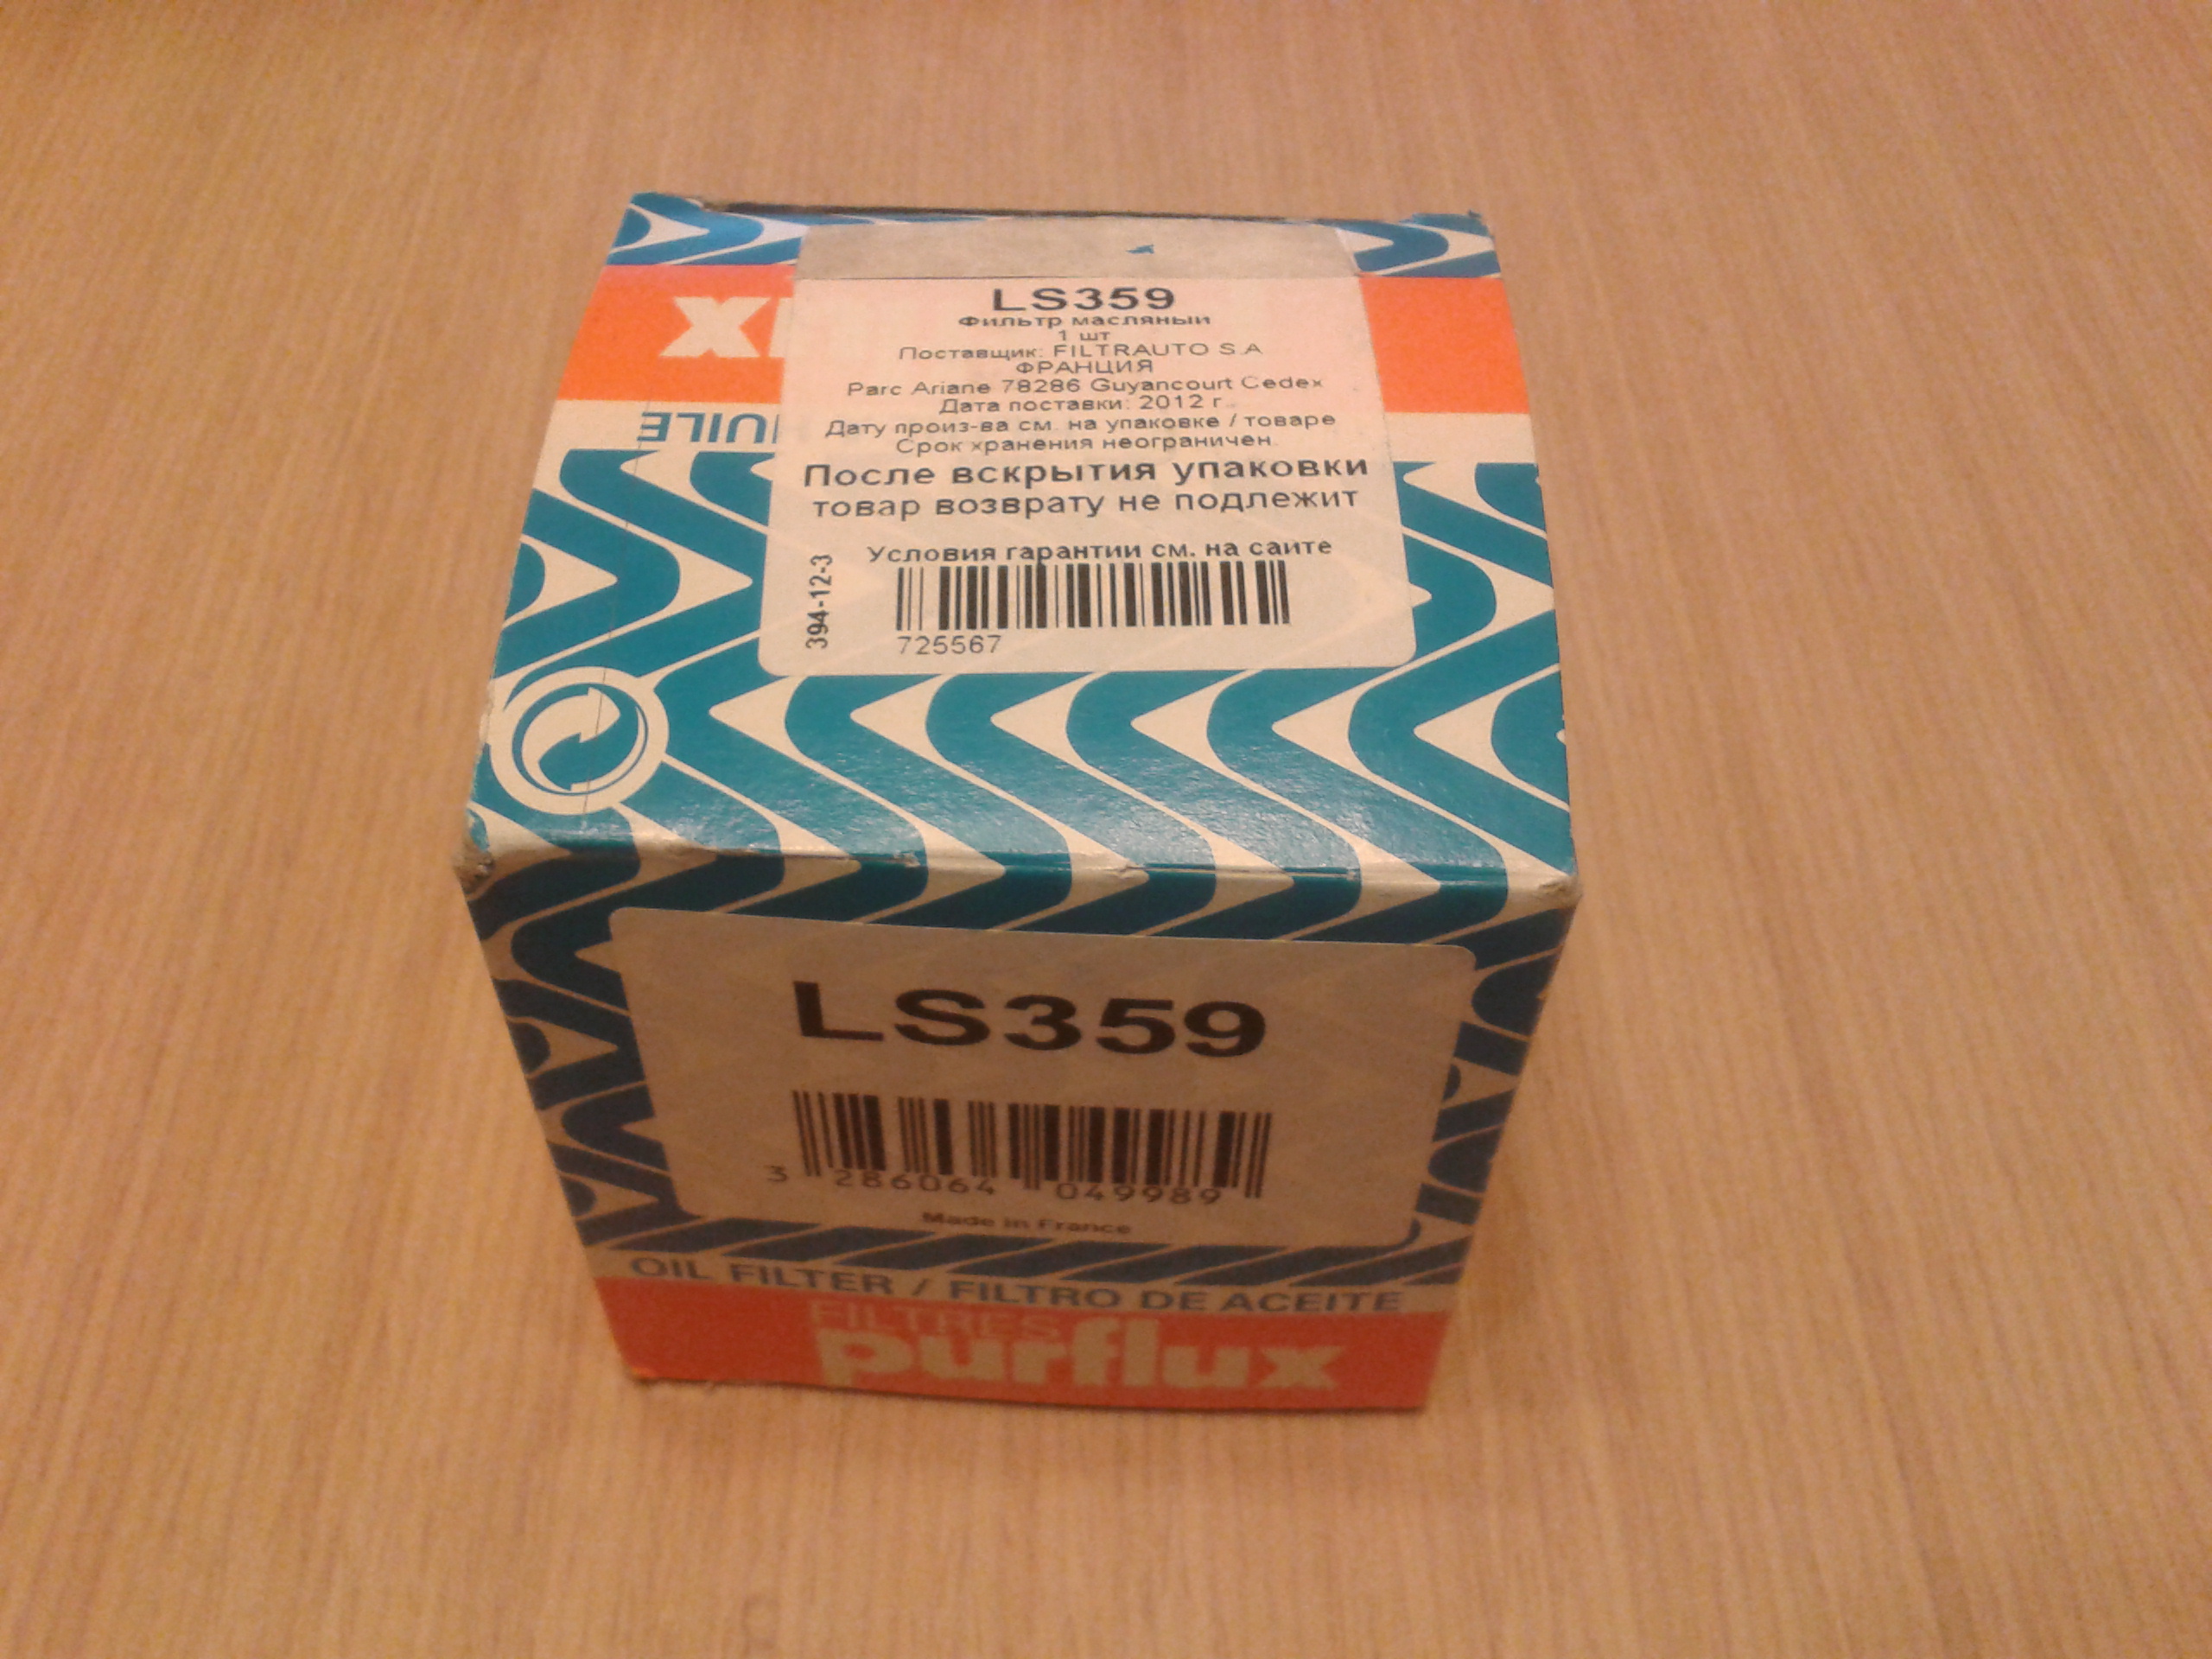 LS359
Фильтр масляный
1 шт
Поставщик: FILTRAUTO S.A
ФРАНЦИЯ
Parc Ariane 78286 Guyancourt Cedex
Дата поставки: 2012 г.
Дату произ-ва см. на упаковке / товаре
Срок хранения неограничен.
После вскрытия упаковки
товар возврату не подлежит
Условия гарантии см. на сайте
394-12-3
725567
LS359
3 286064 049989
Made in France
OIL FILTER / FILTRO DE ACEITE
FILTRES
purflux